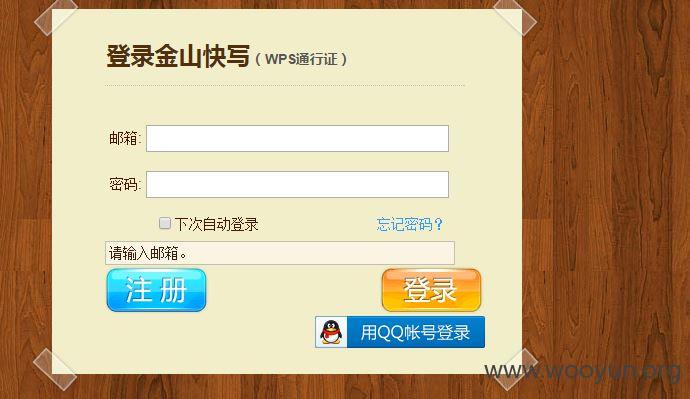 登录金山快写（WPS通行证）
邮箱:
密码:
下次自动登录 忘记密码？
请输入邮箱。
注册 登录
用QQ帐号登录
www.wooyun.org